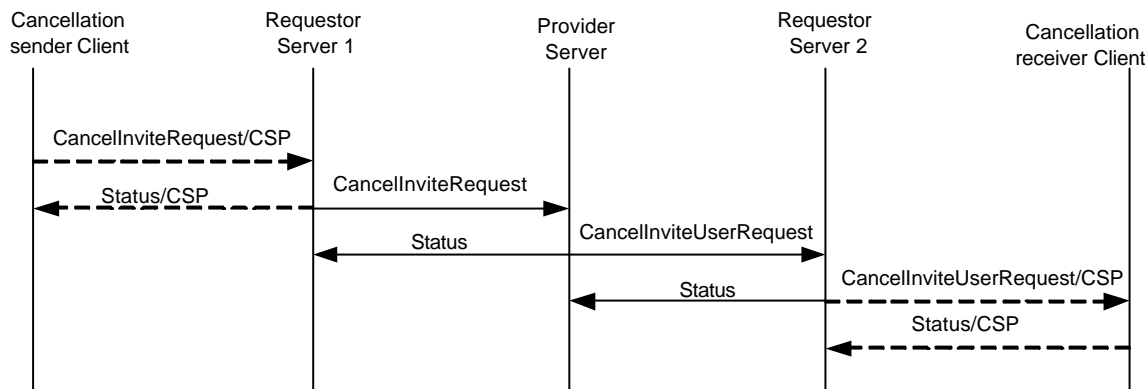 Cancellation
sender Client
Requestor
Server 1
Provider
Server
Requestor
Server 2
Cancellation
receiver Client
CancelInviteRequest/CSP
Status/CSP
CancelInviteRequest
Status
CancelInviteUserRequest
Status
CancelInviteUserRequest/CSP
Status/CSP